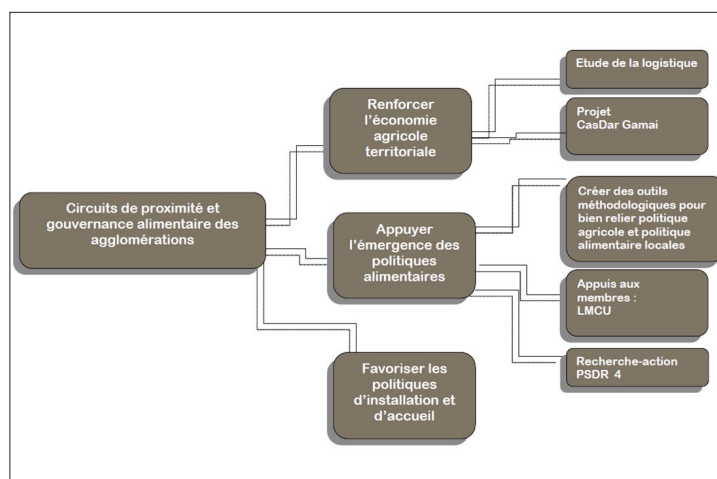 Circuits de proximité et
gouvernance alimentaire des
agglomérations
Renforcer
l'économie
agricole
territoriale
Etude de la logistique
Projet
CasDar Gamai
Appuyer
l'émergence des
politiques
alimentaires
Créer des outils
méthodologiques pour
bien relier politique
agricole et politique
alimentaire locales
Appuis aux
membres :
LMCU
Recherche-action
PSDR 4
Favoriser les
politiques
d'installation et
d'accueil